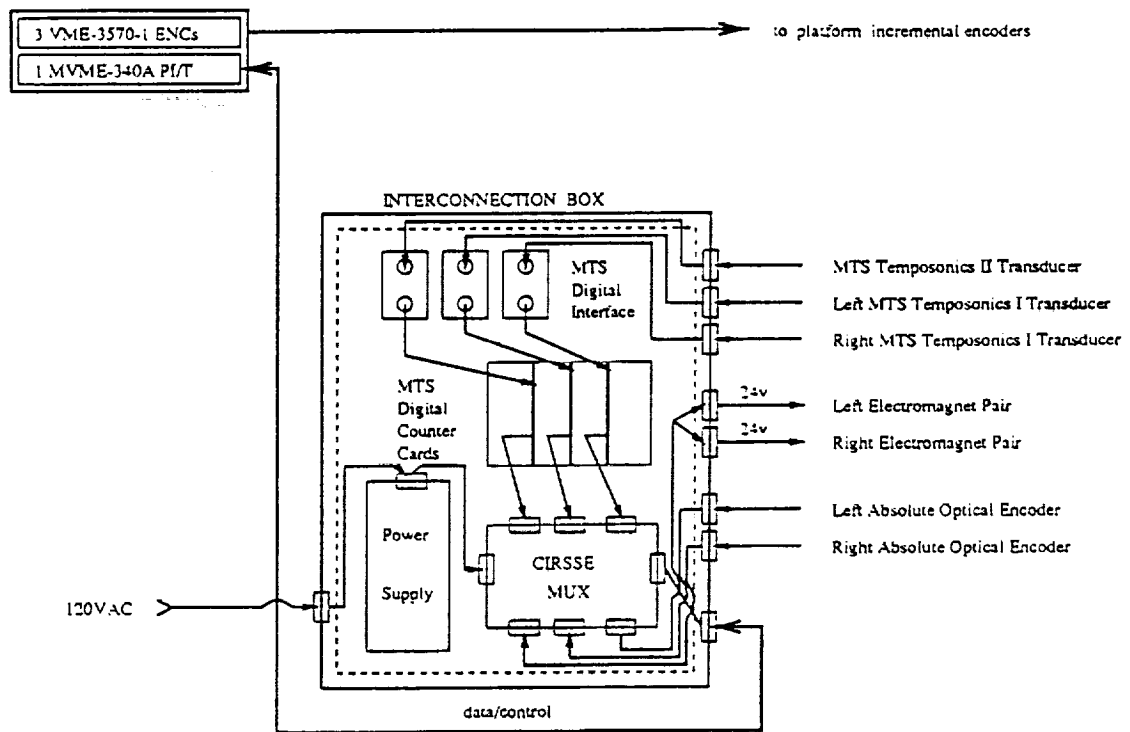 3 VME-3570-1 ENCs
to platform incremental encoders
1 MVME-340A PI/T
INTERCONNECTION BOX
MTS
Digital
Interface
MTS Temposonics II Transducer
Left MTS Temposonics I Transducer
Right MTS Temposonics I Transducer
MTS
Digital
Counter
Cards
24v
Left Electromagnet Pair
24v
Right Electromagnet Pair
Left Absolute Optical Encoder
Right Absolute Optical Encoder
Power
Supply
CIRSSE
MUX
120VAC
data/control